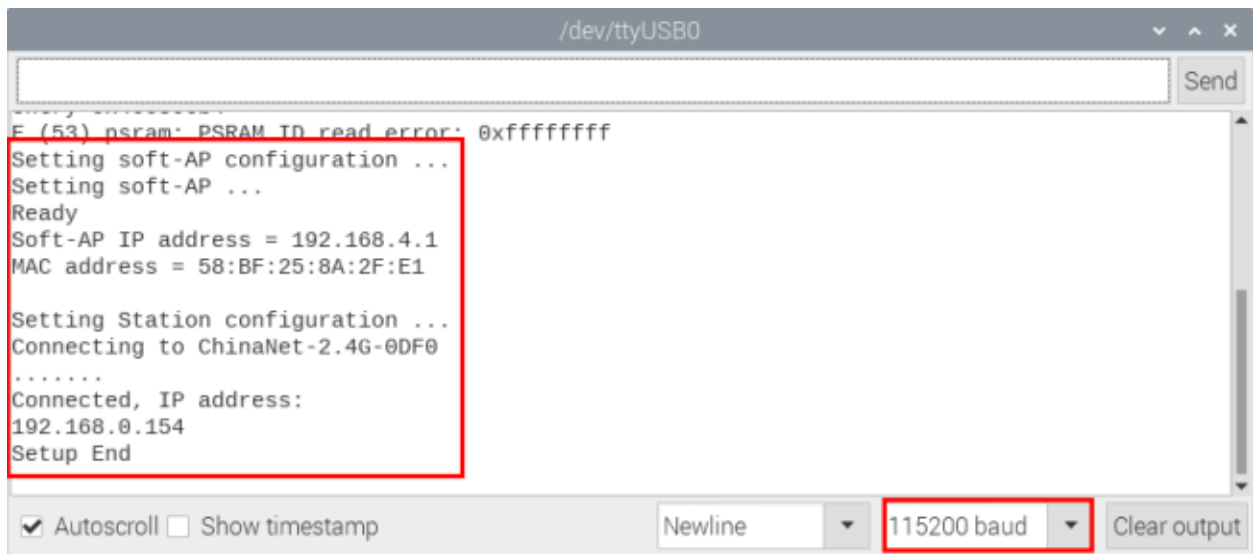 /dev/ttyUSB0
Send
E (53) psram: PSRAM ID read error: 0xffffffff
Setting soft-AP configuration ...
Setting soft-AP ...
Ready
Soft-AP IP address = 192.168.4.1
MAC address = 58:BF:25:8A:2F:E1
Setting Station configuration ...
Connecting to ChinaNet-2.4G-0DF0
.......
Connected, IP address:
192.168.0.154
Setup End
Autoscroll Show timestamp Newline 115200 baud Clear output